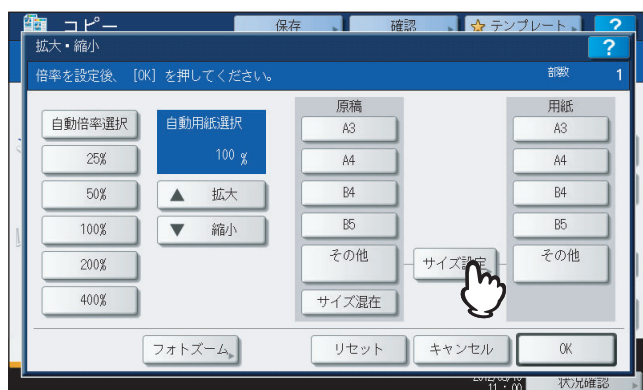 コピー
保存
確認
テンプレート
?
拡大・縮小
?
倍率を設定後、 [OK] を押してください。
部数 1
自動倍率選択
25%
50%
100%
200%
400%
自動用紙選択
100 %
▲ 拡大
▼ 縮小
原稿
A3
A4
B4
B5
その他
サイズ混在
サイズ設定
用紙
A3
A4
B4
B5
その他
フォトズーム
リセット
キャンセル
OK
11 : 00
状況確認